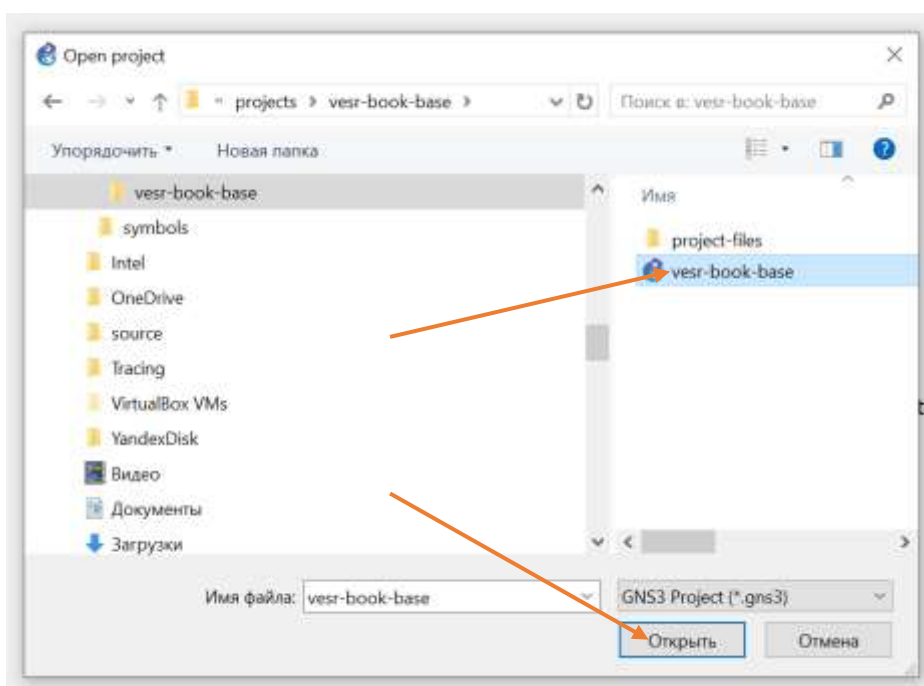 Open project
« projects › vesr-book-base ›
Поиск в: vesr-book-base
Упорядочить
Новая папка
vesr-book-base
symbols
Intel
OneDrive
source
Tracing
VirtualBox VMs
YandexDisk
Видео
Документы
Загрузки
Имя
project-files
vesr-book-base
Имя файла: vesr-book-base
GNS3 Project (*.gns3)
Открыть
Отмена